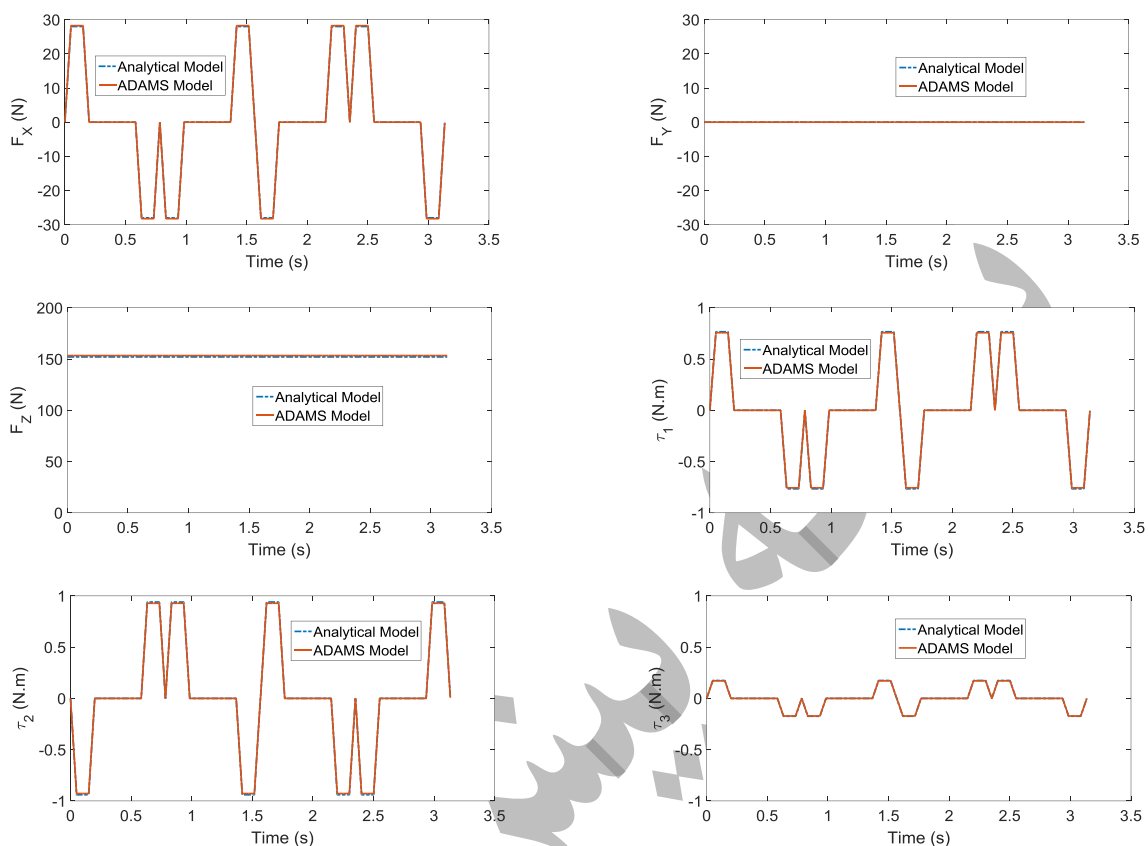 30
20
10
0
-10
-20
-30
F_X (N)
Analytical Model
ADAMS Model
0 0.5 1 1.5 2 2.5 3 3.5
Time (s)
30
20
10
0
-10
-20
-30
F_Y (N)
Analytical Model
ADAMS Model
0 0.5 1 1.5 2 2.5 3 3.5
Time (s)
200
150
100
50
0
F_Z (N)
Analytical Model
ADAMS Model
0 0.5 1 1.5 2 2.5 3 3.5
Time (s)
1
0.5
0
-0.5
-1
τ_1 (N.m)
Analytical Model
ADAMS Model
0 0.5 1 1.5 2 2.5 3 3.5
Time (s)
1
0.5
0
-0.5
-1
τ_2 (N.m)
Analytical Model
ADAMS Model
0 0.5 1 1.5 2 2.5 3 3.5
Time (s)
1
0.5
0
-0.5
-1
τ_3 (N.m)
Analytical Model
ADAMS Model
0 0.5 1 1.5 2 2.5 3 3.5
Time (s)